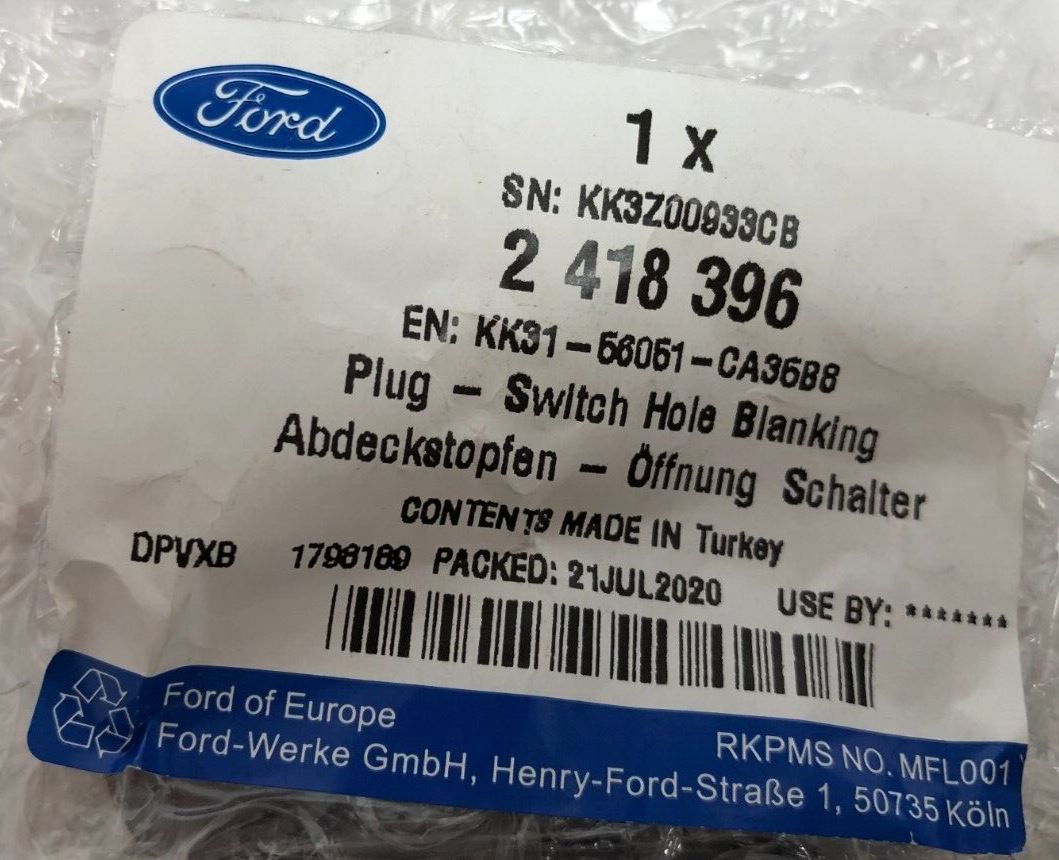 Ford
1 x
SN: KK3Z00933CB
2 418 396
EN: KK31-56051-CA35B8
Plug - Switch Hole Blanking
Abdeckstopfen - Öffnung Schalter
CONTENTS MADE IN Turkey
DPVXB 1798189 PACKED: 21JUL2020 USE BY: *******
Ford of Europe
RKPMS NO. MFL001
Ford-Werke GmbH, Henry-Ford-Straße 1, 50735 Köln